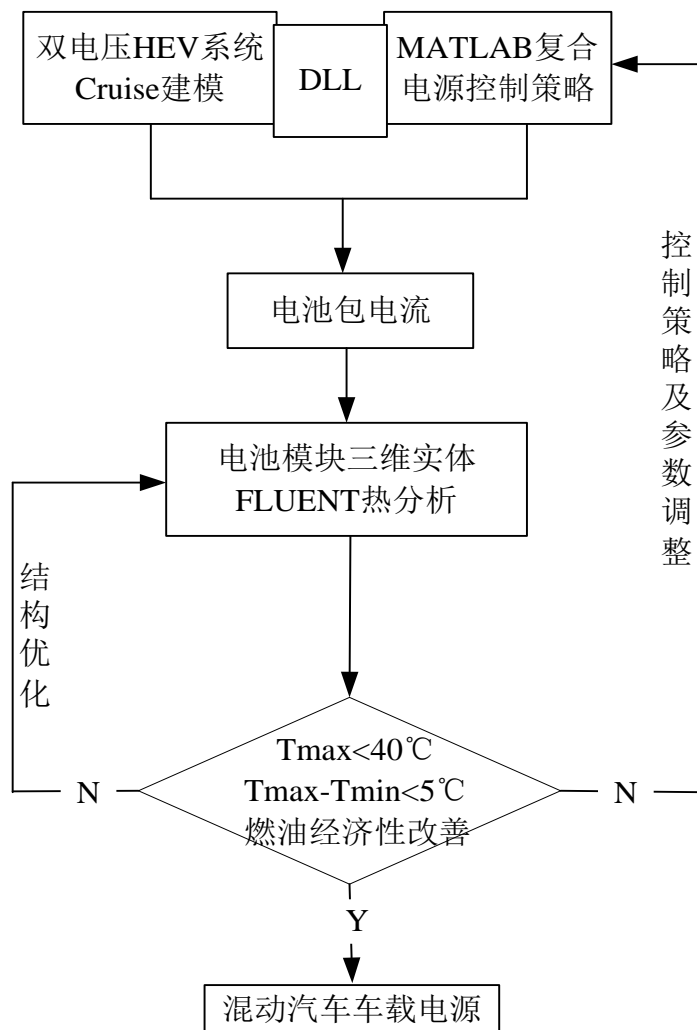 双电压HEV系统
Cruise建模
DLL
MATLAB复合
电源控制策略
电池包电流
控制策略及参数调整
电池模块三维实体
FLUENT热分析
结构优化
Tmax<40℃
Tmax-Tmin<5℃
燃油经济性改善
N
N
Y
混动汽车车载电源